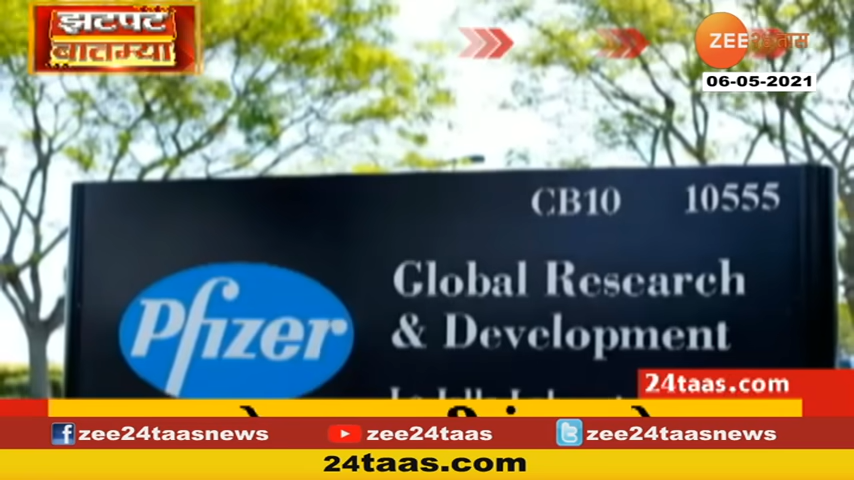 झटपट
बातम्या
ZEE २४तास
06-05-2021
CB10 10555
Pfizer
Global Research
& Development
24taas.com
zee24taasnews
zee24taas
zee24taasnews
24taas.com